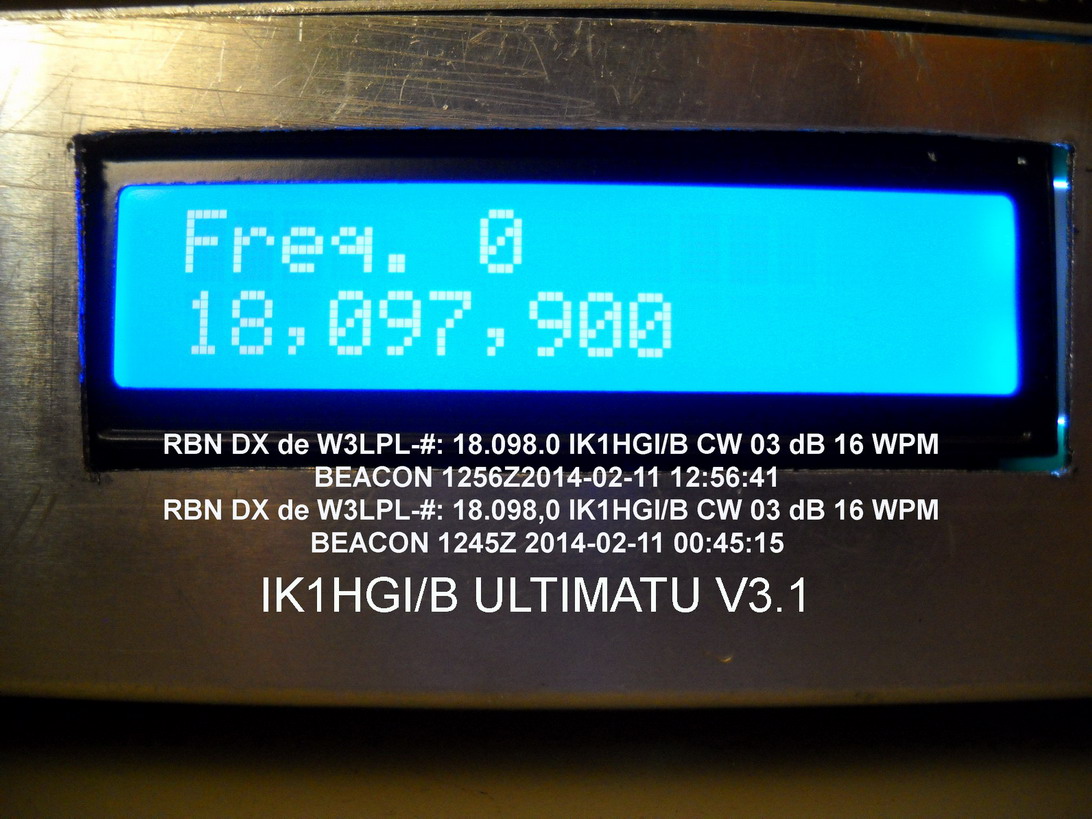 Freq. 0
18,097,900
RBN DX de W3LPL-#: 18.098.0 IK1HGI/B CW 03 dB 16 WPM
BEACON 1256Z2014-02-11 12:56:41
RBN DX de W3LPL-#: 18.098,0 IK1HGI/B CW 03 dB 16 WPM
BEACON 1245Z 2014-02-11 00:45:15
IK1HGI/B ULTIMATU V3.1